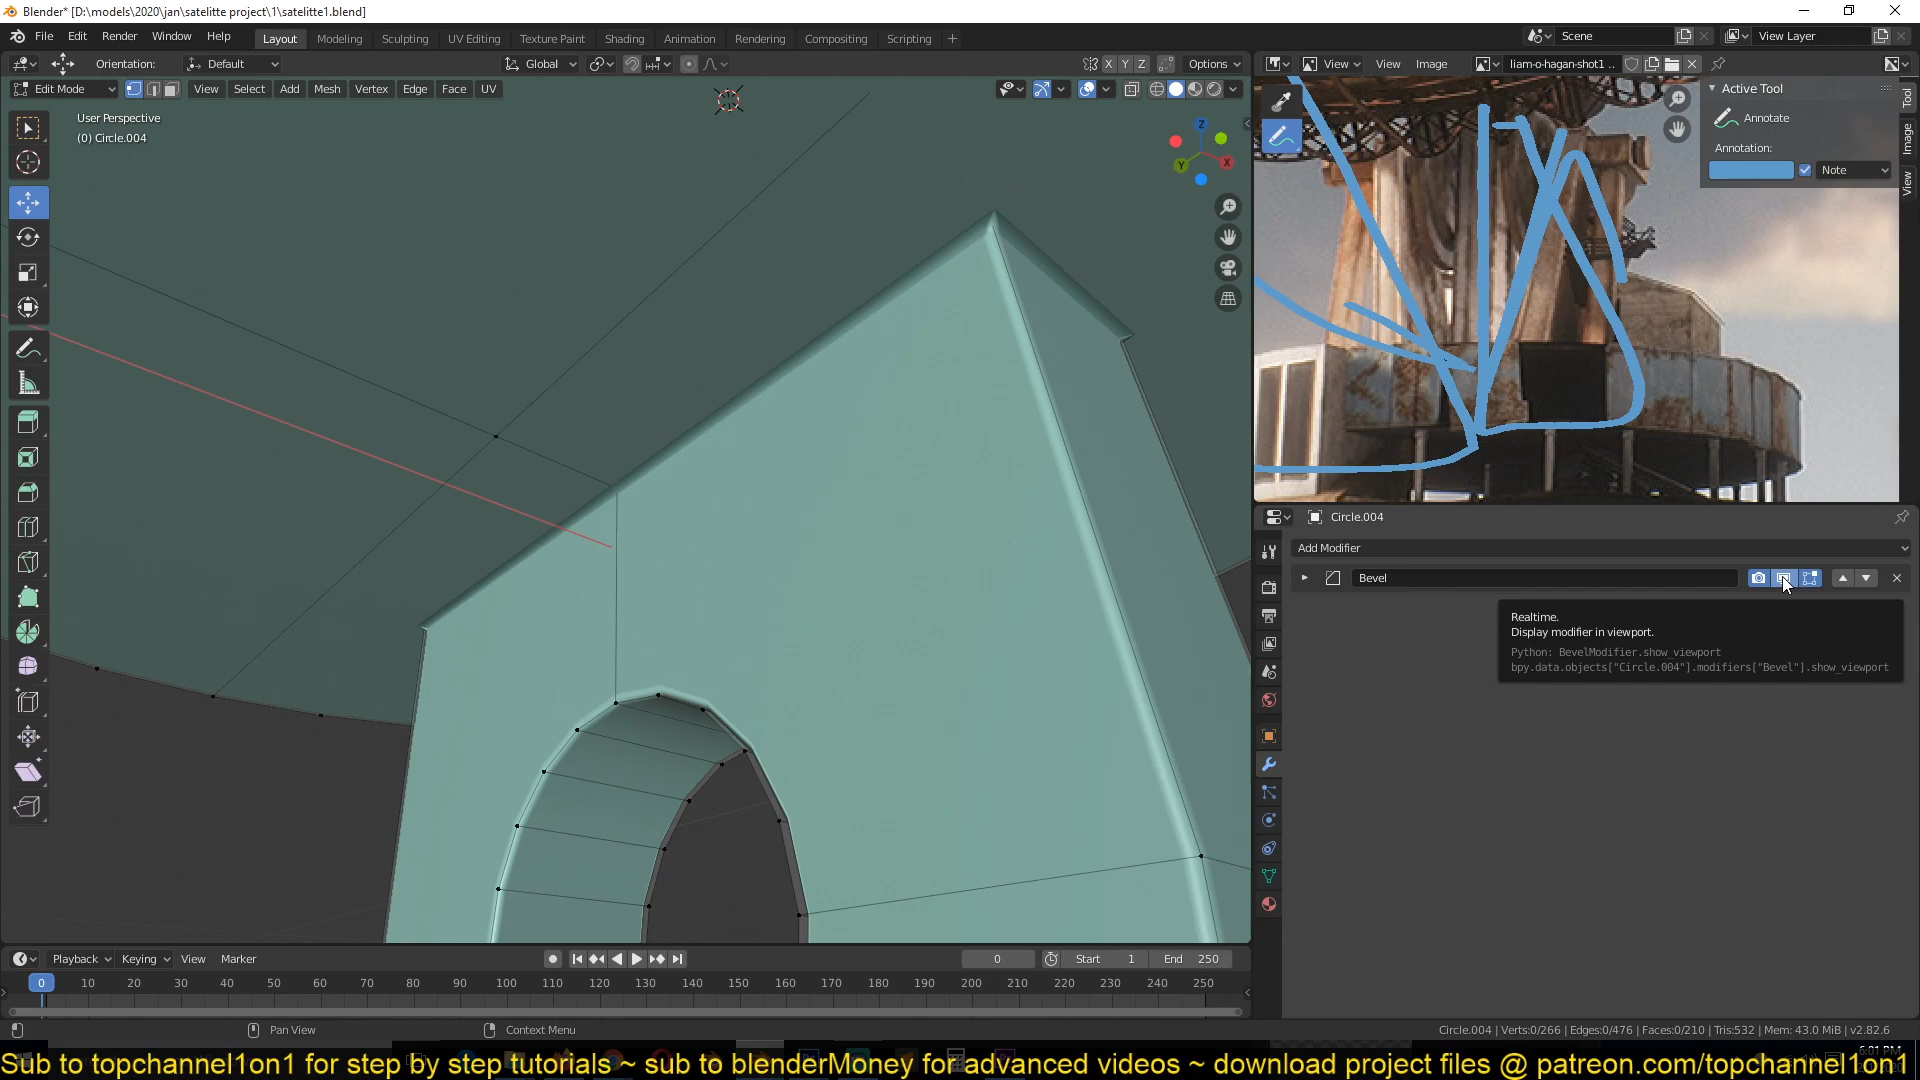 Blender* [D:\models\2020\jan\satelitte project\1\satelitte1.blend]
File Edit Render Window Help
Layout Modeling Sculpting UV Editing Texture Paint Shading Animation Rendering Compositing Scripting +
Scene
View Layer
Orientation: Default
Global
X Y Z
Options
View View Image
liam-o-hagan-shot1 ..
Edit Mode
View Select Add Mesh Vertex Edge Face UV
User Perspective
(0) Circle.004
Z
X
Y
Active Tool
Annotate
Annotation:
Note
Tool
Image
View
Circle.004
Add Modifier
Bevel
Realtime.
Display modifier in viewport.
Python: BevelModifier.show_viewport
bpy.data.objects["Circle.004"].modifiers["Bevel"].show_viewport
Playback Keying View Marker
0
Start 1
End 250
0 10 20 30 40 50 60 70 80 90 100 110 120 130 140 150 160 170 180 190 200 210 220 230 240 250
Pan View
Context Menu
Circle.004 | Verts:0/266 | Edges:0/476 | Faces:0/210 | Tris:532 | Mem: 43.0 MiB | v2.82.6
6:01 PM
Sub to topchannel1on1 for step by step tutorials ~ sub to blenderMoney for advanced videos ~ download project files @ patreon.com/topchannel1on1